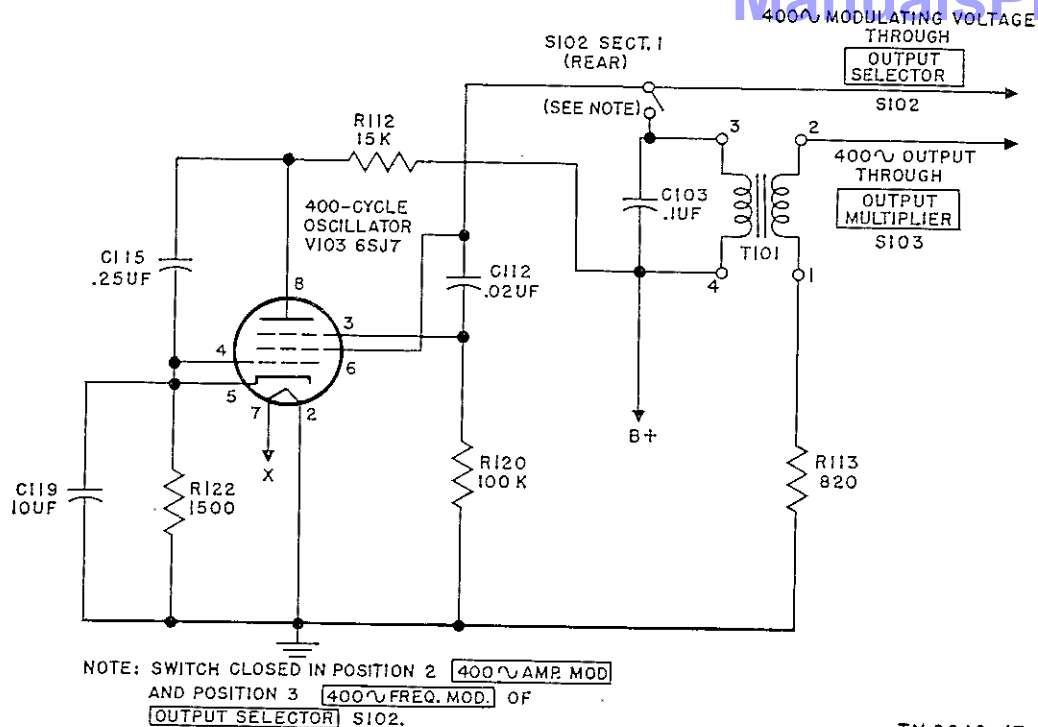 ManualsP
400∿ MODULATING VOLTAGE
THROUGH
OUTPUT
SELECTOR
S102
S102 SECT. 1
(REAR)
(SEE NOTE)
R112
15K
3
2
400∿ OUTPUT
THROUGH
OUTPUT
MULTIPLIER
S103
C103
.1UF
T101
4
1
400-CYCLE
OSCILLATOR
V103 6SJ7
C115
.25UF
C112
.02UF
8
3
4
6
5
7
2
X
B+
C119
10UF
R122
1500
R120
100K
R113
820
NOTE: SWITCH CLOSED IN POSITION 2 400∿ AMP. MOD
AND POSITION 3 400∿ FREQ. MOD. OF
OUTPUT SELECTOR S102.